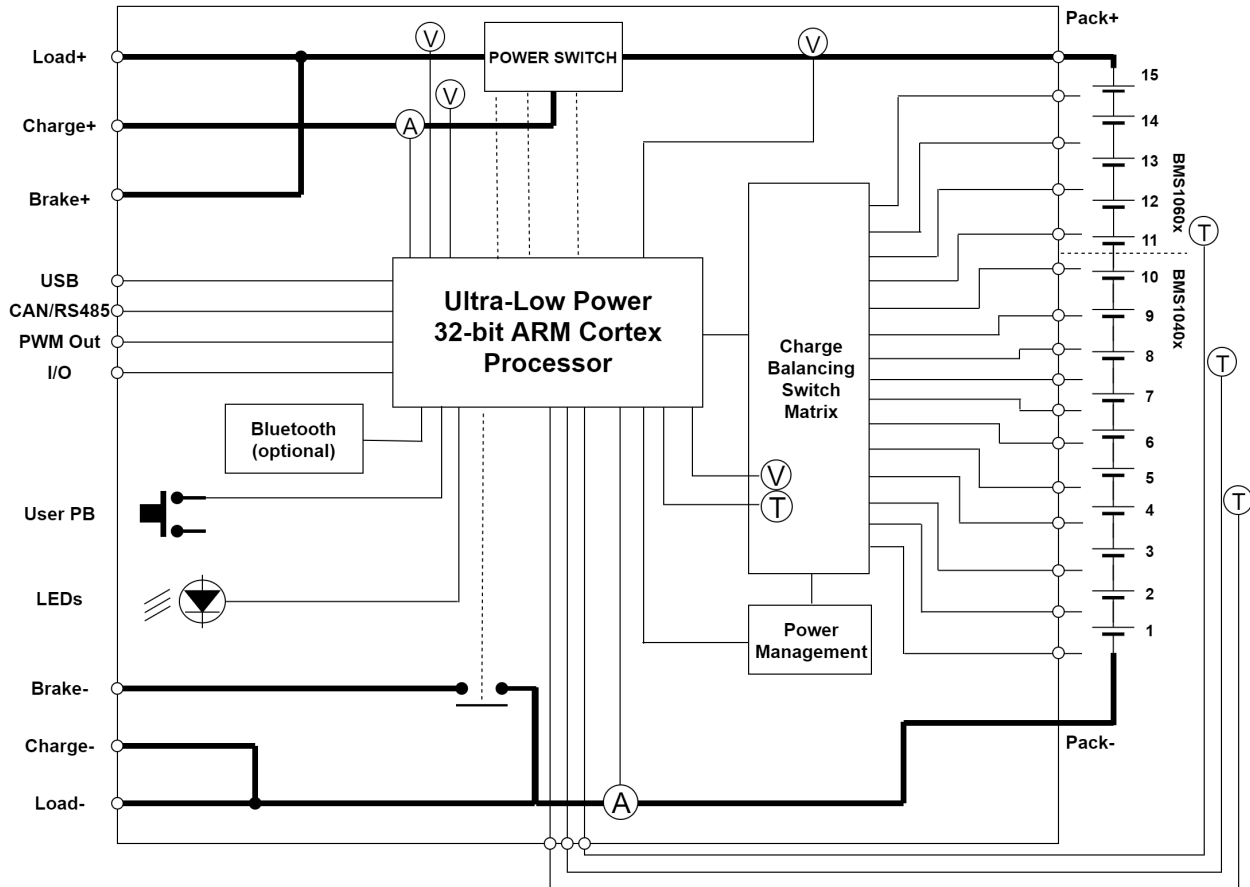 Pack+
Load+
V
POWER SWITCH
V
V
15
Charge+
A
14
13
BMS1060x
Brake+
12
T
11
USB
CAN/RS485
PWM Out
I/O
Ultra-Low Power
32-bit ARM Cortex
Processor
10
BMS1040x
9
Charge
Balancing
Switch
Matrix
8
T
7
Bluetooth
(optional)
6
V
5
T
User PB
4
T
3
LEDs
2
Power
Management
1
Brake-
Charge-
Pack-
Load-
A